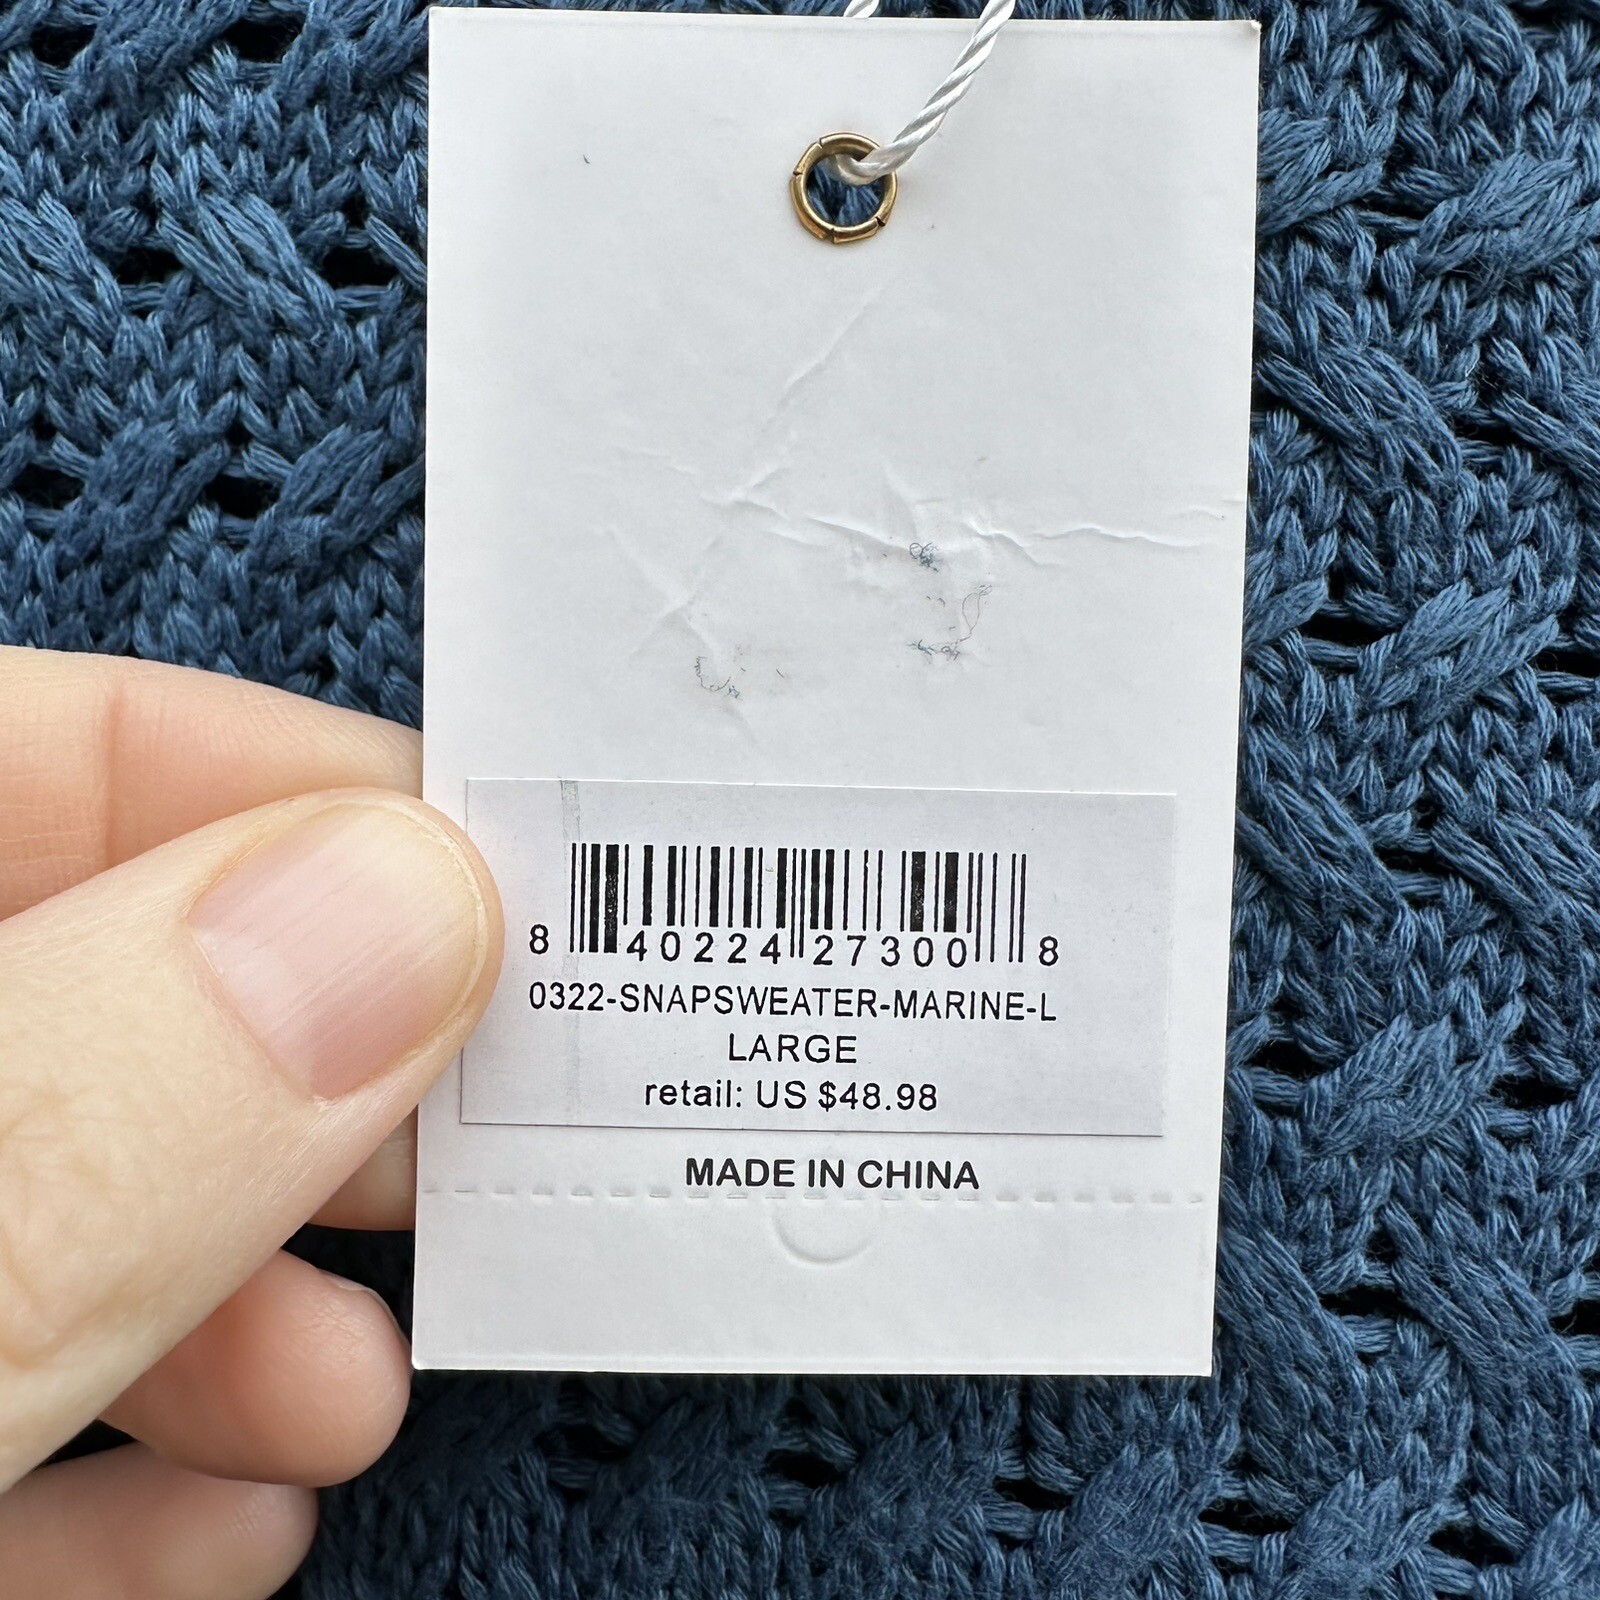 8 40224 27300 8
0322-SNAPSWEATER-MARINE-L
LARGE
retail: US $48.98
MADE IN CHINA